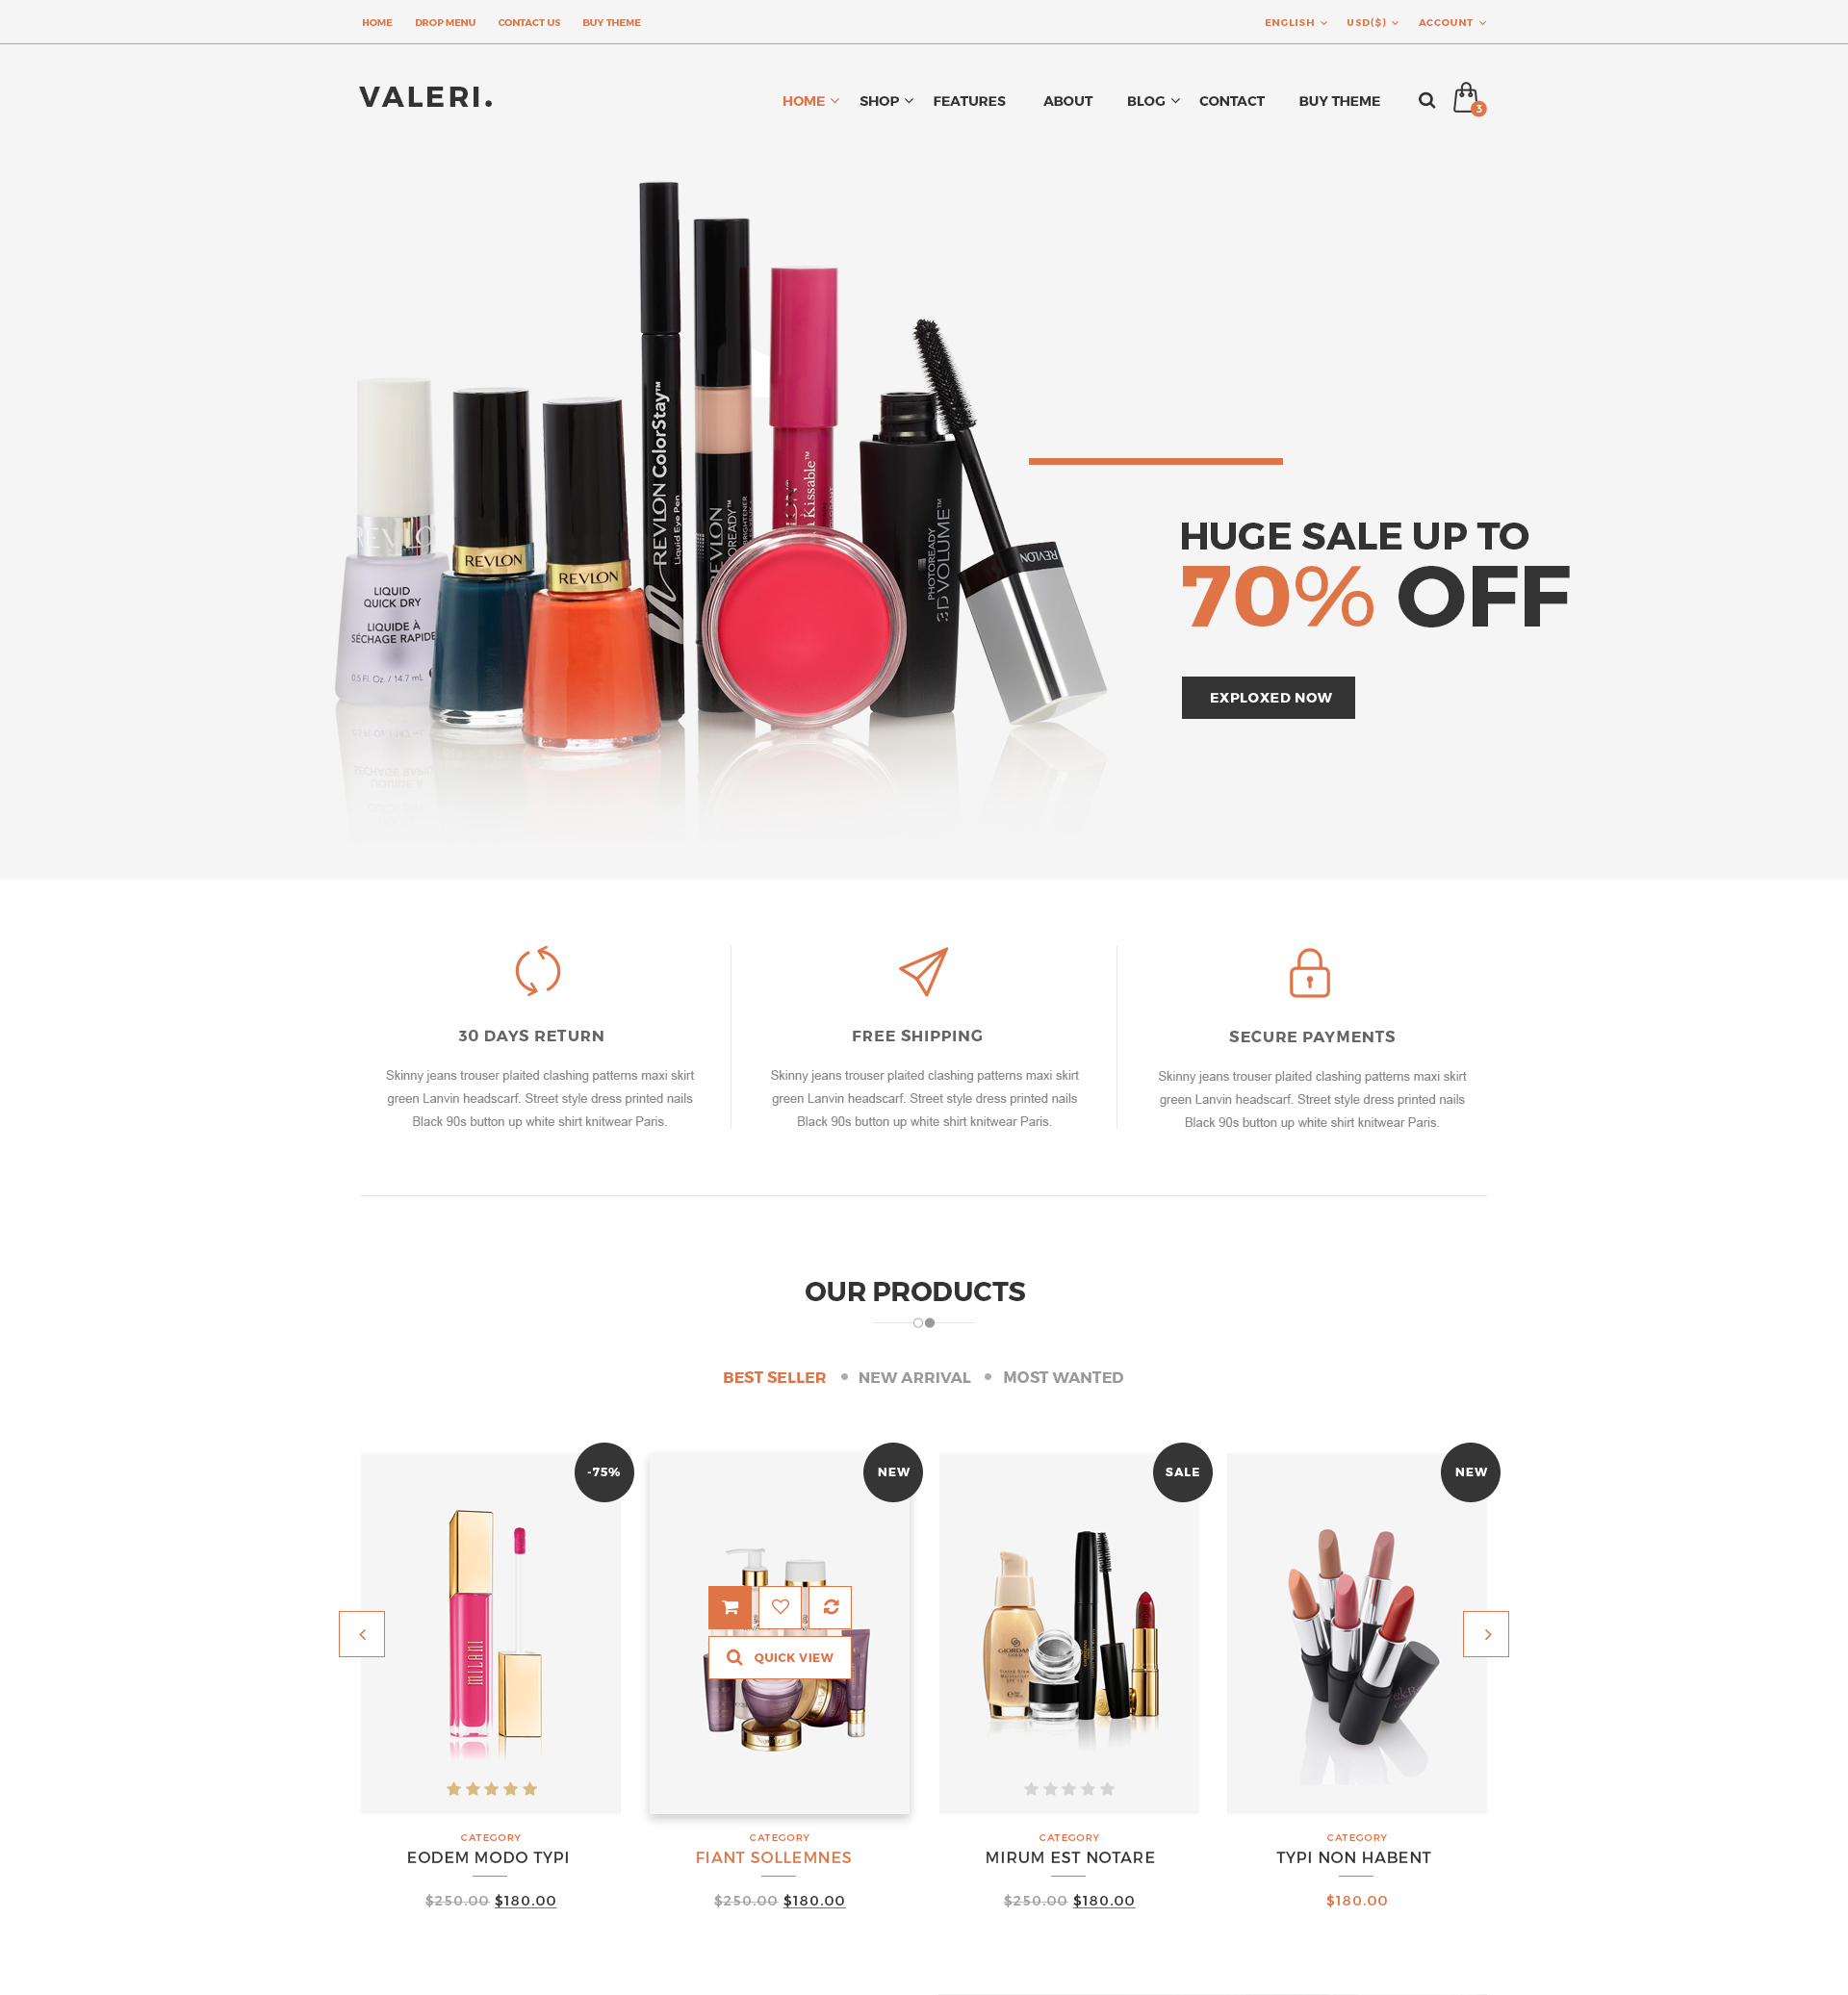 HOME DROP MENU CONTACT US BUY THEME ENGLISH USD($) ACCOUNT
VALERI.
HOME SHOP FEATURES ABOUT BLOG CONTACT BUY THEME
3
REVLON ColorStay™
Liquid Eye Pen
REVLON
Kissable™
PHOTOREADY
3D VOLUME™
REVLON
REVLON
REVLON
LIQUID
QUICK DRY
LIQUIDE À
SÉCHAGE RAPIDE
0.5 Fl. Oz. / 14.7 mL
HUGE SALE UP TO
70% OFF
EXPLOXED NOW
30 DAYS RETURN
Skinny jeans trouser plaited clashing patterns maxi skirt
green Lanvin headscarf. Street style dress printed nails
Black 90s button up white shirt knitwear Paris.
FREE SHIPPING
Skinny jeans trouser plaited clashing patterns maxi skirt
green Lanvin headscarf. Street style dress printed nails
Black 90s button up white shirt knitwear Paris.
SECURE PAYMENTS
Skinny jeans trouser plaited clashing patterns maxi skirt
green Lanvin headscarf. Street style dress printed nails
Black 90s button up white shirt knitwear Paris.
OUR PRODUCTS
BEST SELLER • NEW ARRIVAL • MOST WANTED
-75%
MILANI
CATEGORY
EODEM MODO TYPI
$250.00 $180.00
NEW
QUICK VIEW
CATEGORY
FIANT SOLLEMNES
$250.00 $180.00
SALE
CATEGORY
MIRUM EST NOTARE
$250.00 $180.00
NEW
CATEGORY
TYPI NON HABENT
$180.00